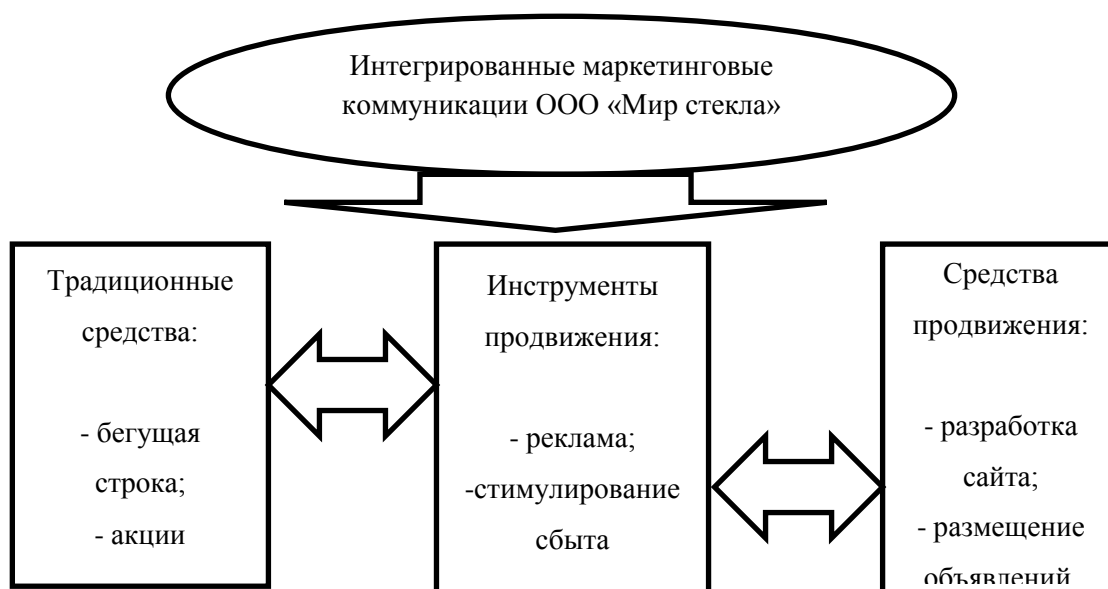 Интегрированные маркетинговые
коммуникации ООО «Мир стекла»
Традиционные
средства:
- бегущая
строка;
- акции
Инструменты
продвижения:
- реклама;
-стимулирование
сбыта
Средства
продвижения:
- разработка
сайта;
- размещение
объявлений